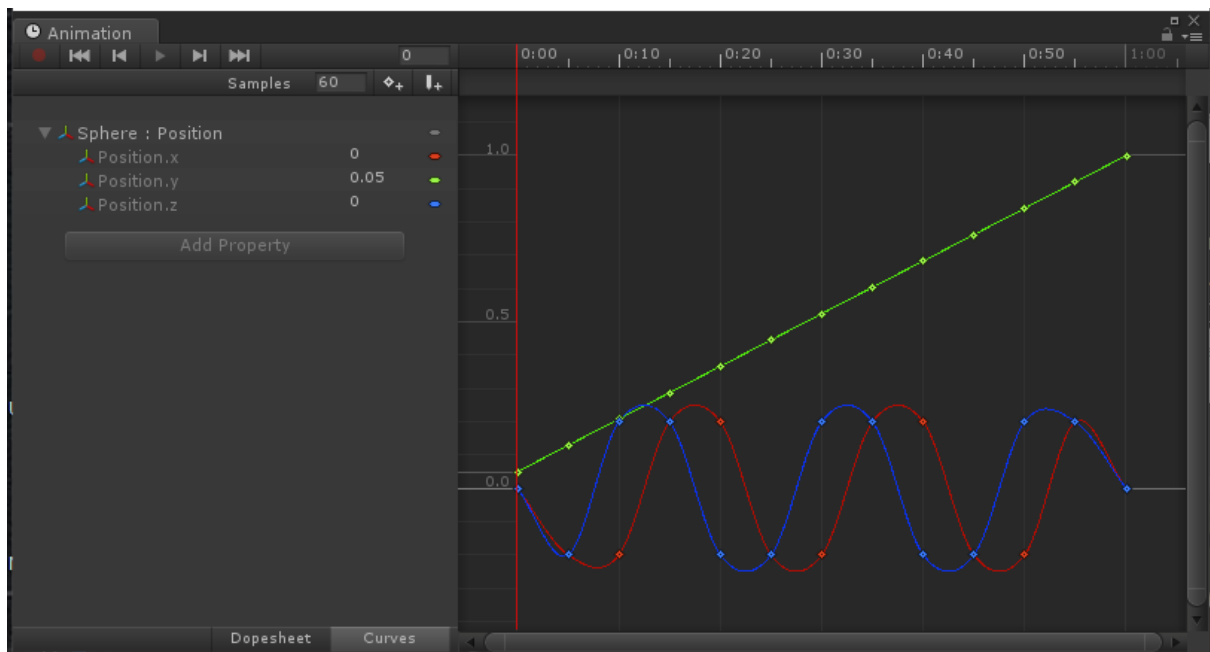 Animation
0
0:00 0:10 0:20 0:30 0:40 0:50 1:00
Samples 60
Sphere : Position
Position.x 0
Position.y 0.05
Position.z 0
Add Property
1.0
0.5
0.0
Dopesheet Curves